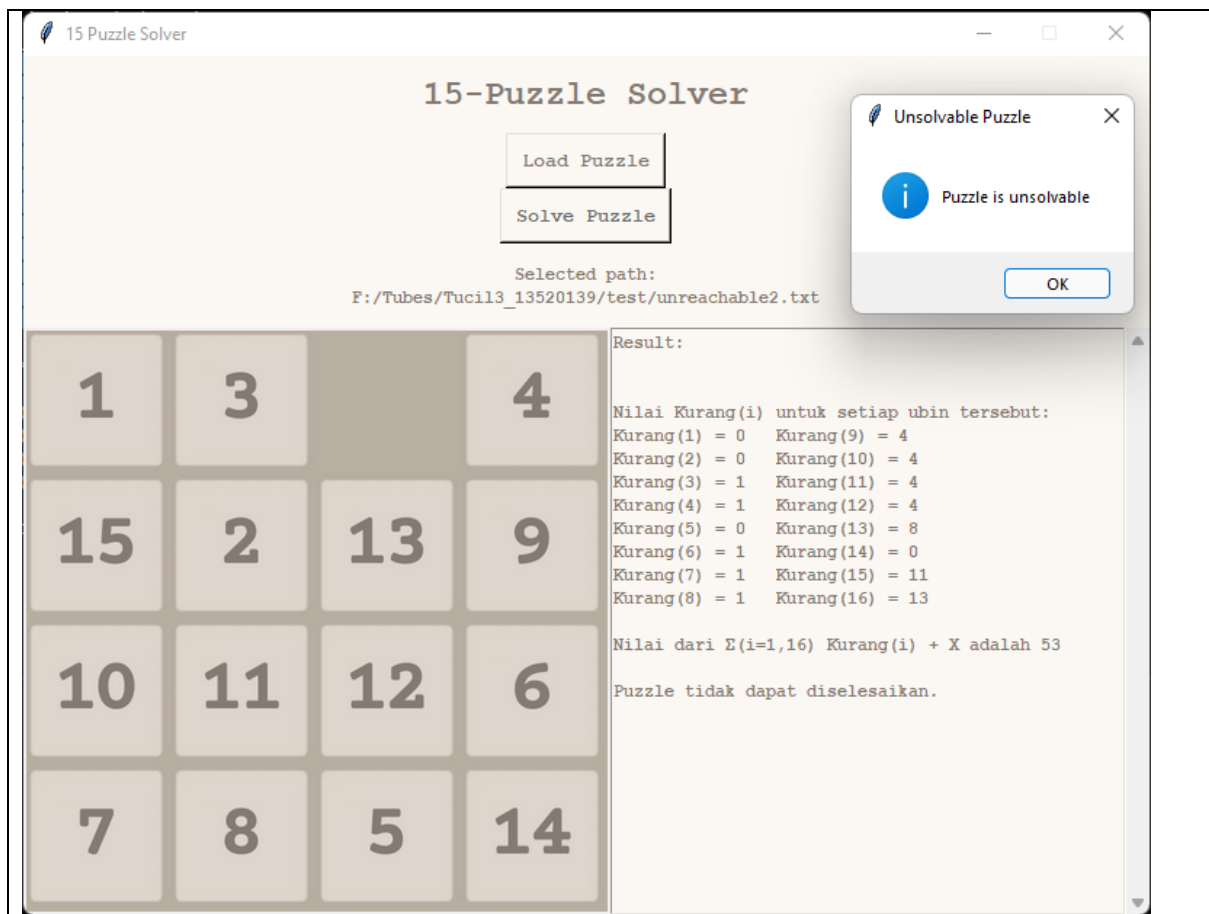 15 Puzzle Solver
15-Puzzle Solver
Load Puzzle
Solve Puzzle
Selected path:
F:/Tubes/Tucil3_13520139/test/unreachable2.txt
Unsolvable Puzzle
Puzzle is unsolvable
OK
1 3 4
15 2 13 9
10 11 12 6
7 8 5 14
Result:
Nilai Kurang(i) untuk setiap ubin tersebut:
Kurang(1) = 0 Kurang(9) = 4
Kurang(2) = 0 Kurang(10) = 4
Kurang(3) = 1 Kurang(11) = 4
Kurang(4) = 1 Kurang(12) = 4
Kurang(5) = 0 Kurang(13) = 8
Kurang(6) = 1 Kurang(14) = 0
Kurang(7) = 1 Kurang(15) = 11
Kurang(8) = 1 Kurang(16) = 13
Nilai dari Σ(i=1,16) Kurang(i) + X adalah 53
Puzzle tidak dapat diselesaikan.